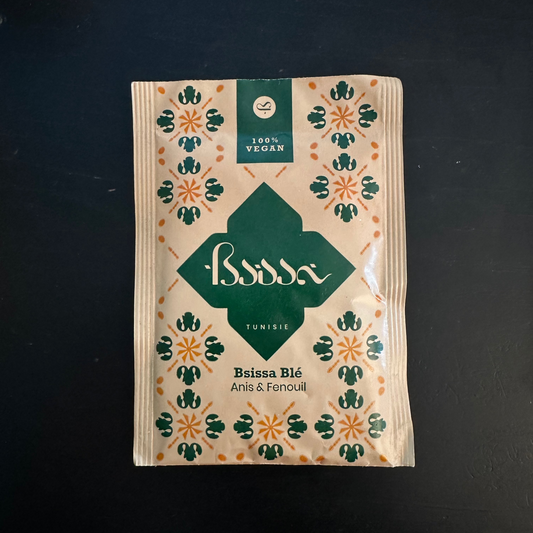 100%
VEGAN
Bsissa
TUNISIE
Bsissa Blé
Anis & Fenouil